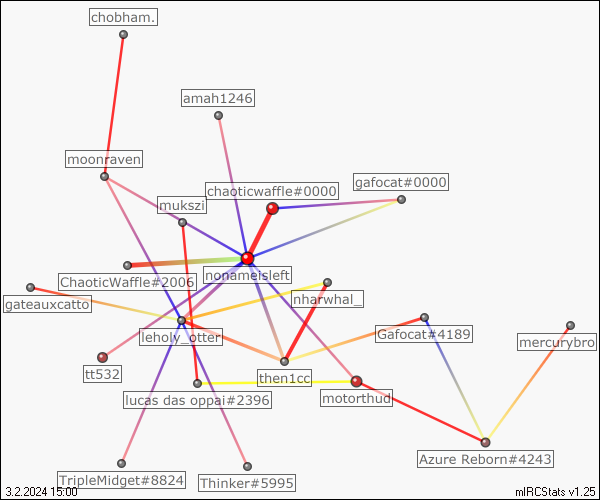 chobham.
amah1246
moonraven
chaoticwaffle#0000
gafocat#0000
mukszi
ChaoticWaffle#2006
nonameisleft
nharwhal_
gateauxcatto
leholy_otter
Gafocat#4189
mercurybro
tt532
then1cc
lucas das oppai#2396
motorthud
Azure Reborn#4243
TripleMidget#8824
Thinker#5995
3.2.2024 15:00
mIRCStats v1.25